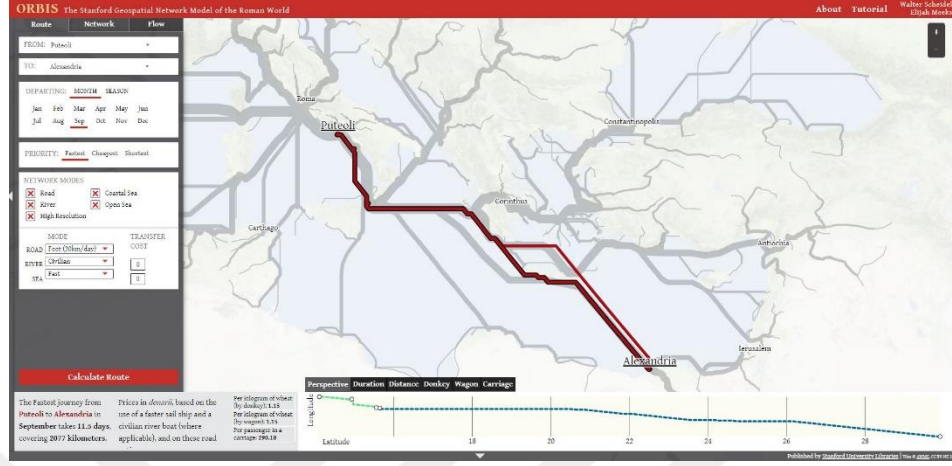 ORBIS The Stanford Geospatial Network Model of the Roman World
About Tutorial
Walter Scheidel
Elijah Meeks
Route Network Flow
FROM: Puteoli
TO: Alexandria
DEPARTING: MONTH SEASON
Jan Feb Mar Apr May Jun
Jul Aug Sep Oct Nov Dec
PRIORITY: Fastest Cheapest Shortest
NETWORK MODES
Road Coastal Sea
River Open Sea
High Resolution
MODE TRANSFER COST
ROAD Foot (30km/day)
RIVER Civilian 0
SEA Fast 0
Calculate Route
+
-
Roma
Puteoli
Constantinopolis
Corinthus
Carthago
Antiochia
Ierusalem
Alexandria
The Fastest journey from
Puteoli to Alexandria in
September takes 11.5 days,
covering 2077 kilometers.
Prices in denarii, based on the
use of a faster sail ship and a
civilian river boat (where
applicable), and on these road
Per kilogram of wheat
(by donkey): 1.15
Per kilogram of wheat
(by wagon): 1.15
Per passenger in a
carriage: 290.18
Perspective Duration Distance Donkey Wagon Carriage
Longitude
Latitude
18 20 22 24 26 28
Published by Stanford University Libraries